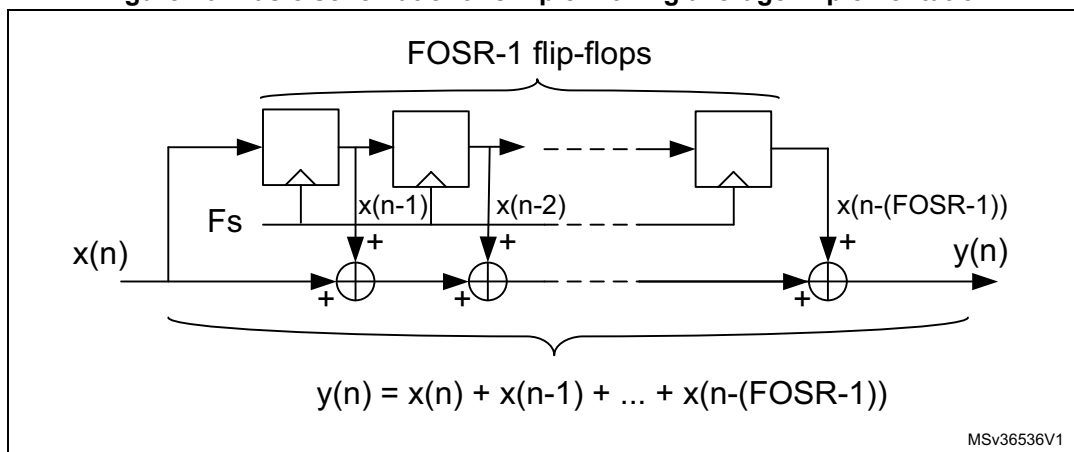 FOSR-1 flip-flops
Fs
x(n-1)
x(n-2)
x(n-(FOSR-1))
x(n)
+
+
+
y(n)
+
+
+
y(n) = x(n) + x(n-1) + ... + x(n-(FOSR-1))
MSv36536V1